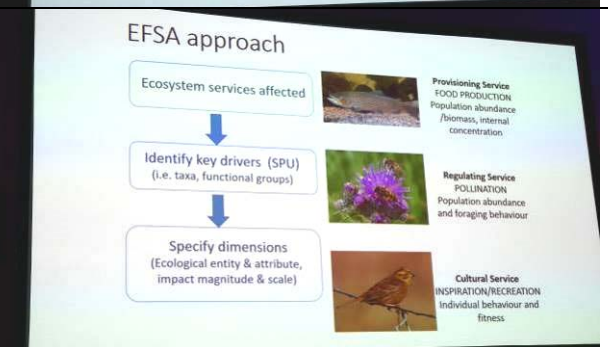 EFSA approach
Ecosystem services affected
Identify key drivers (SPU)
(i.e. taxa, functional groups)
Specify dimensions
(Ecological entity & attribute,
impact magnitude & scale)
Provisioning Service
FOOD PRODUCTION
Population abundance
/biomass, internal
concentration
Regulating Service
POLLINATION
Population abundance
and foraging behaviour
Cultural Service
INSPIRATION/RECREATION
Individual behaviour and
fitness